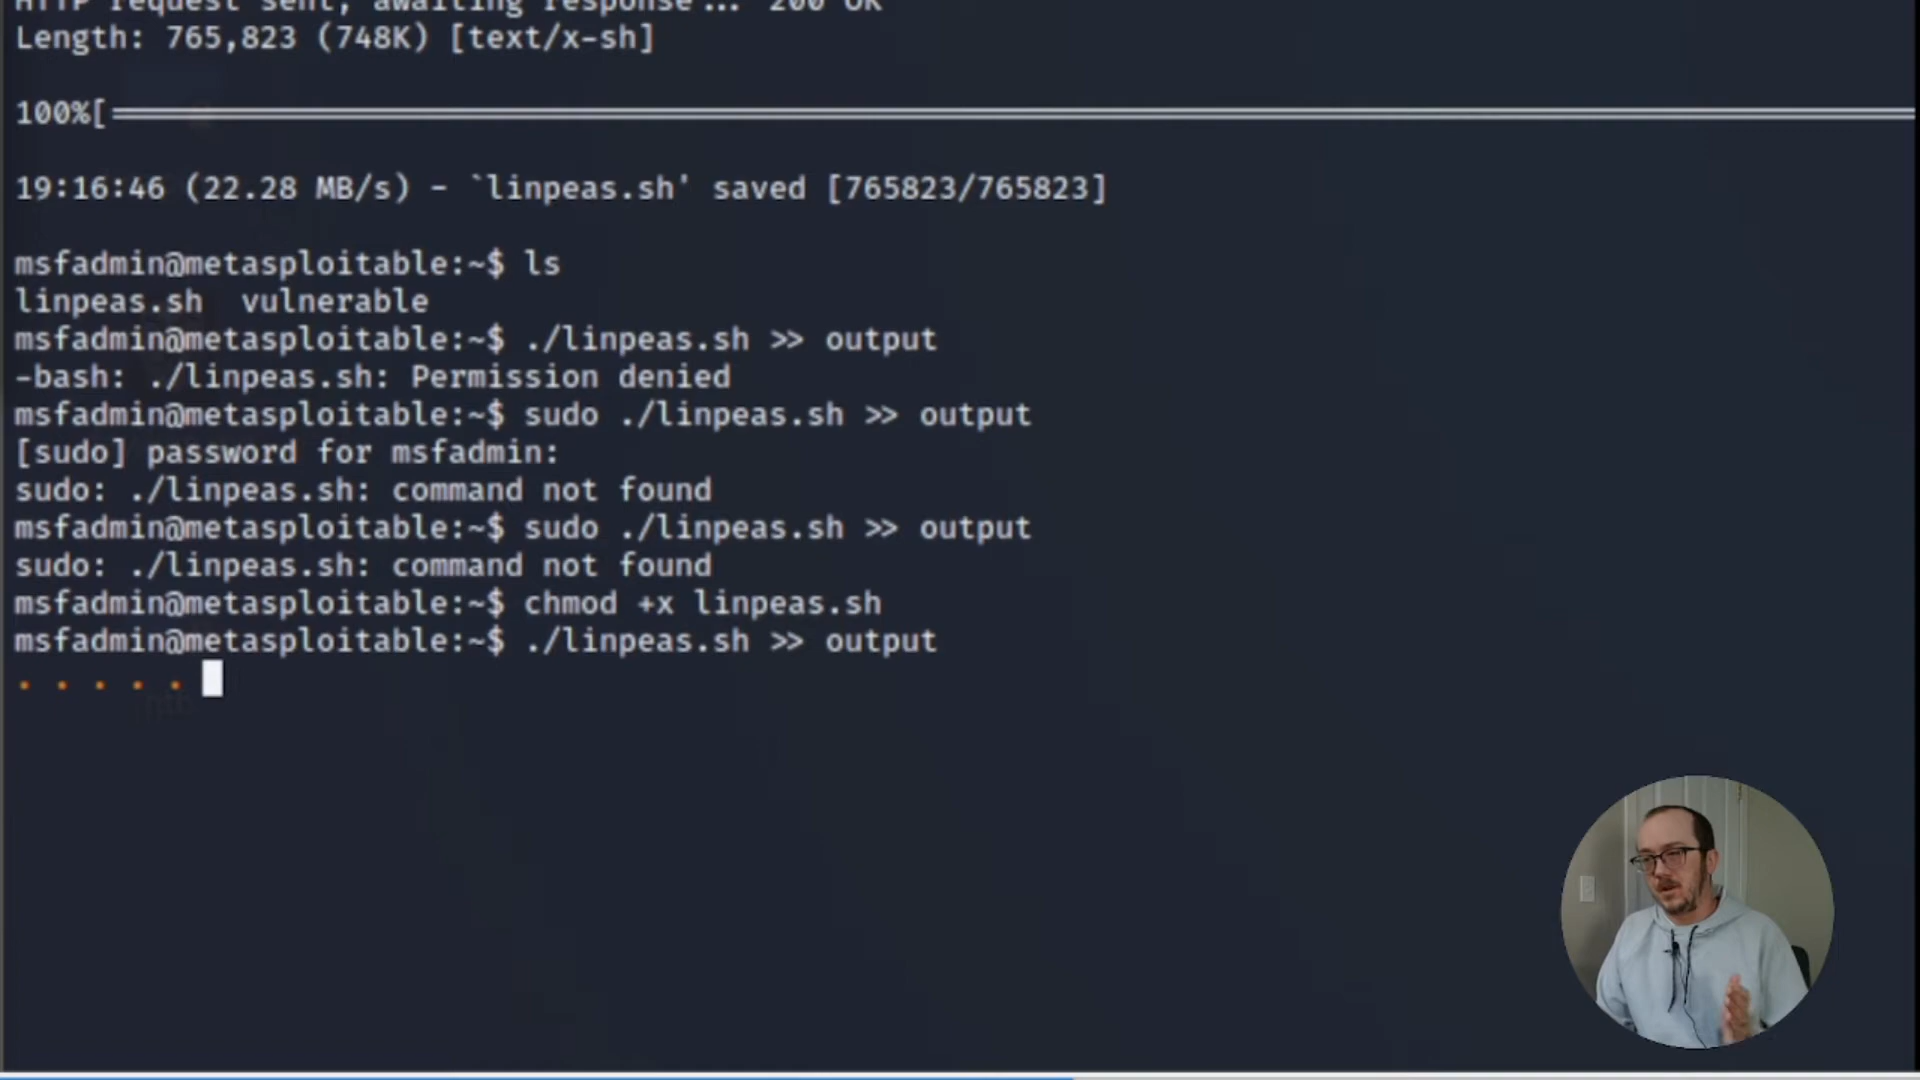 HTTP request sent, awaiting response... 200 OK
Length: 765,823 (748K) [text/x-sh]
100%[=====================================================
19:16:46 (22.28 MB/s) - `linpeas.sh' saved [765823/765823]
msfadmin@metasploitable:~$ ls
linpeas.sh  vulnerable
msfadmin@metasploitable:~$ ./linpeas.sh >> output
-bash: ./linpeas.sh: Permission denied
msfadmin@metasploitable:~$ sudo ./linpeas.sh >> output
[sudo] password for msfadmin:
sudo: ./linpeas.sh: command not found
msfadmin@metasploitable:~$ sudo ./linpeas.sh >> output
sudo: ./linpeas.sh: command not found
msfadmin@metasploitable:~$ chmod +x linpeas.sh
msfadmin@metasploitable:~$ ./linpeas.sh >> output
. . . . .